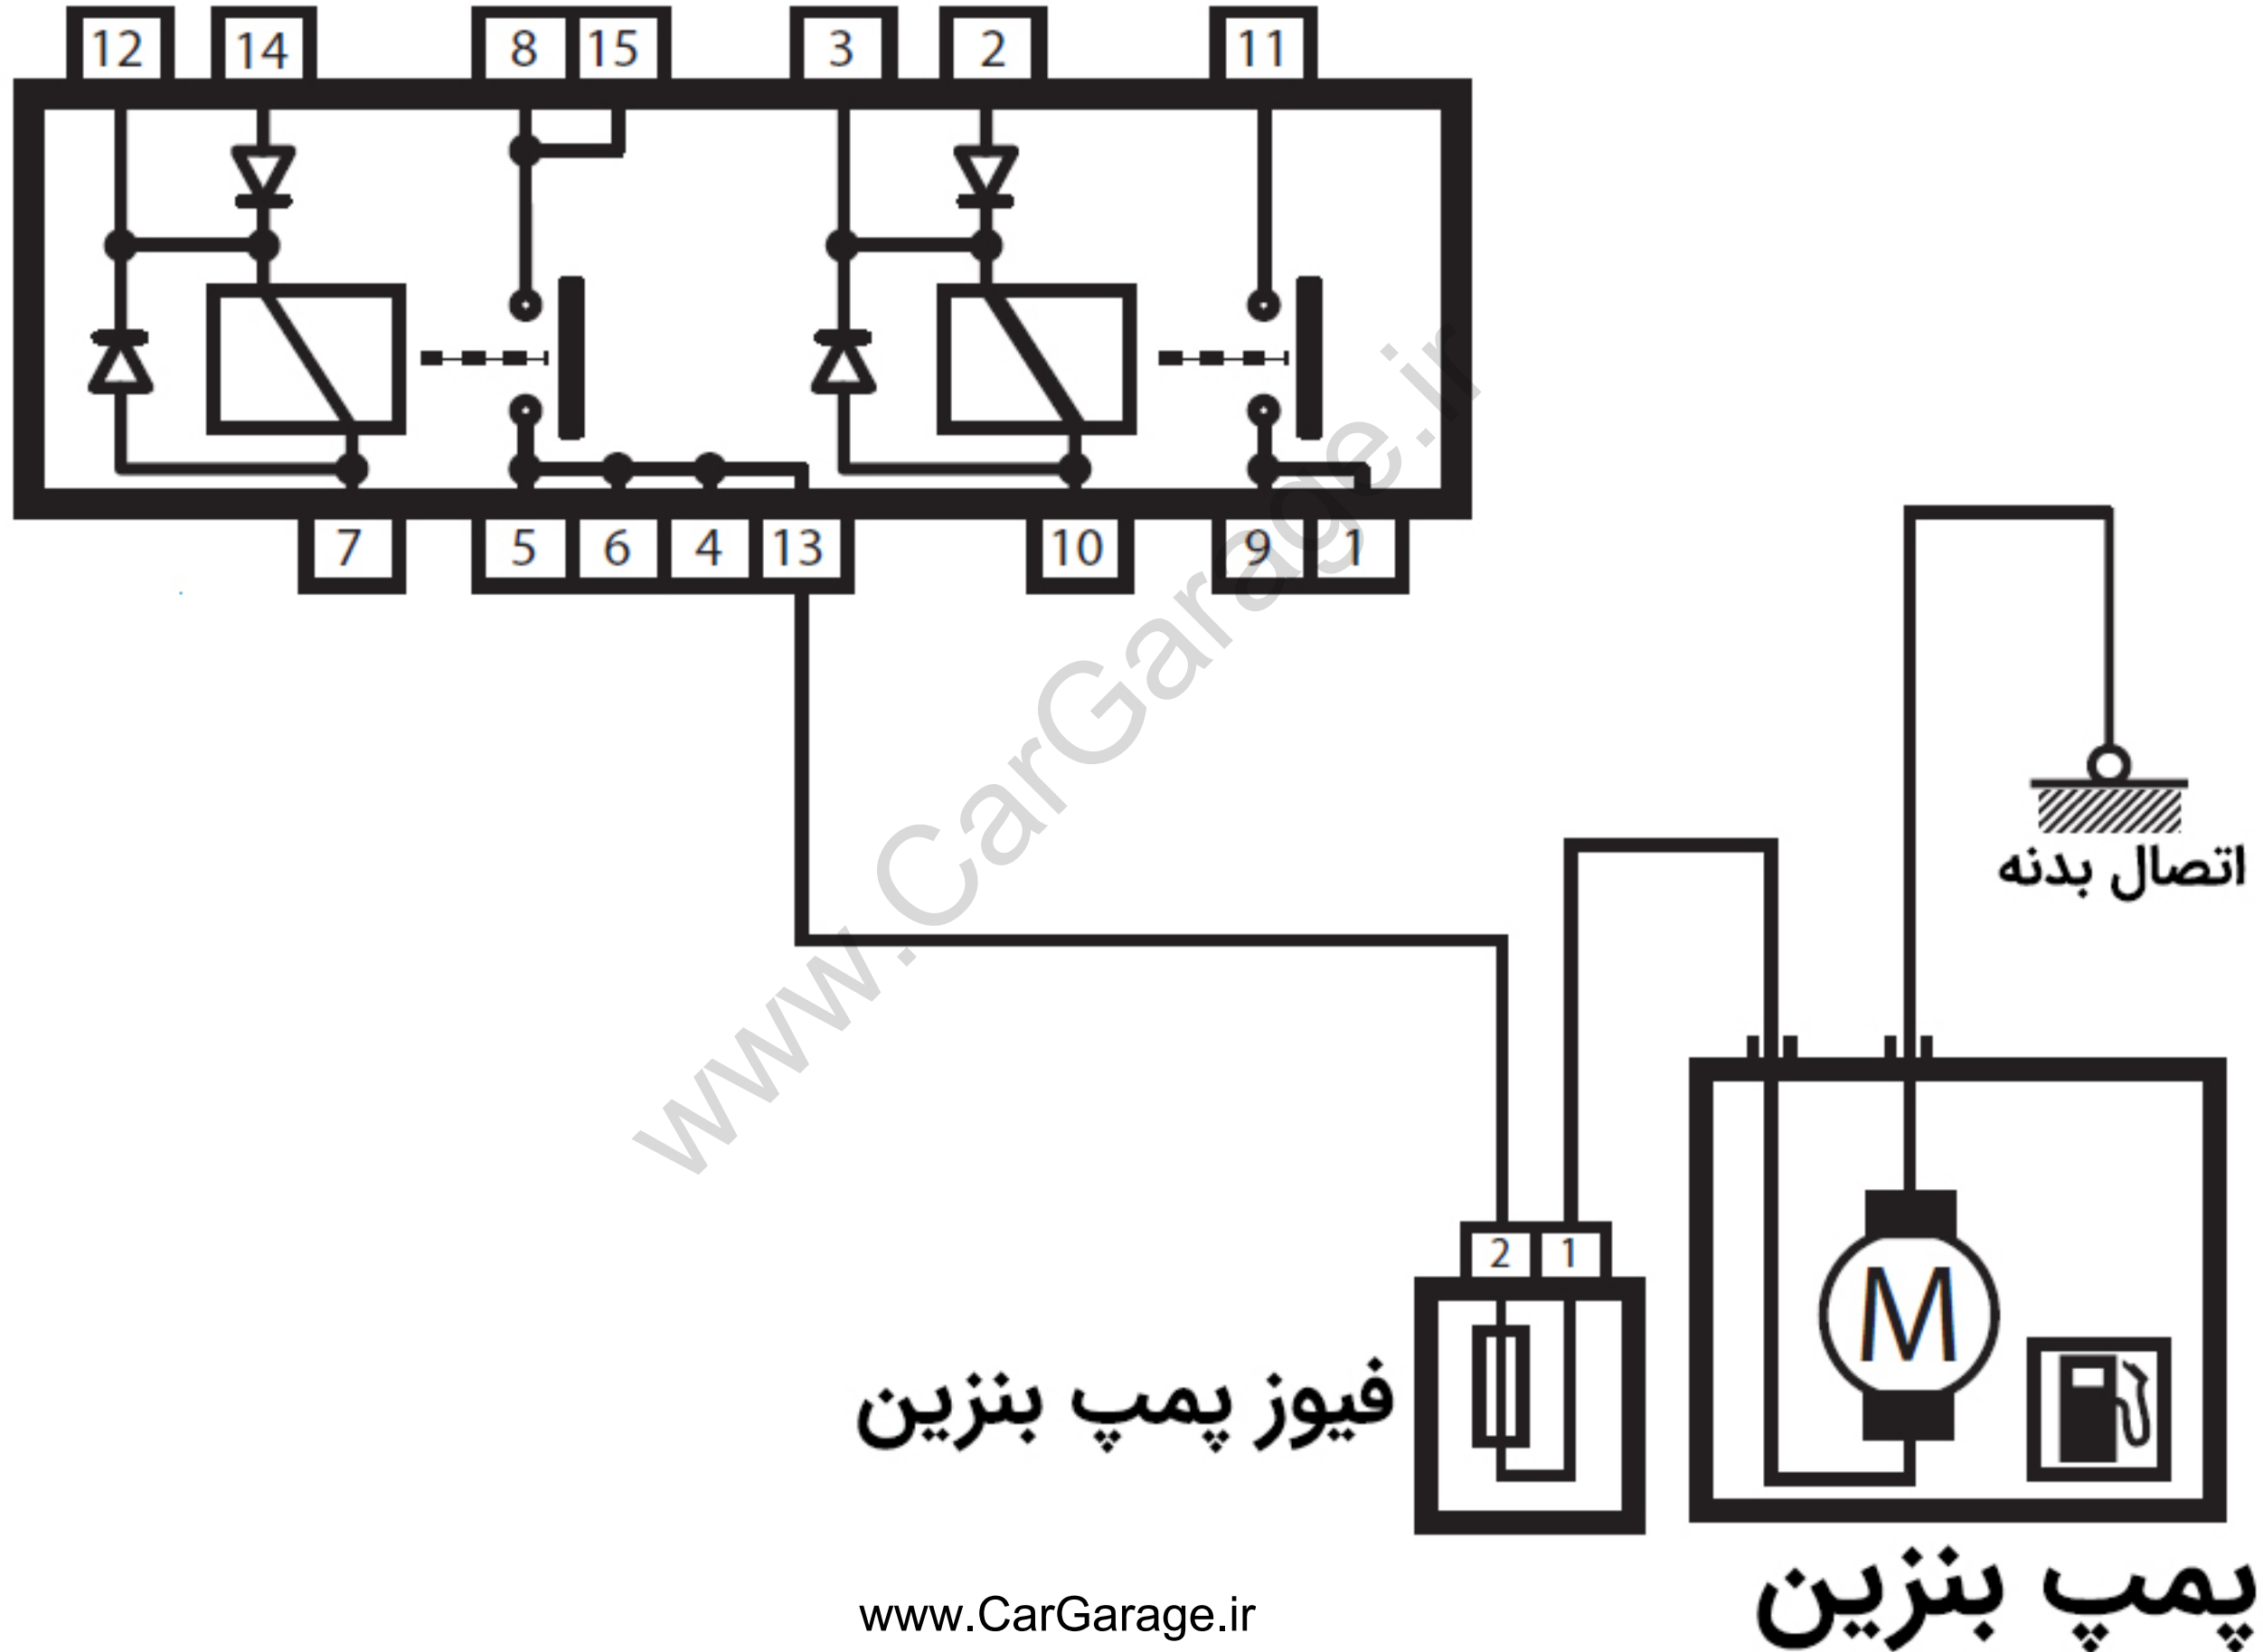 12 14 8 15 3 2 11
7 5 6 4 13 10 9 1
www.CarGarage.ir
اتصال بدنه
2 1
M
فیوز پمپ بنزین
پمپ بنزین
www.CarGarage.ir